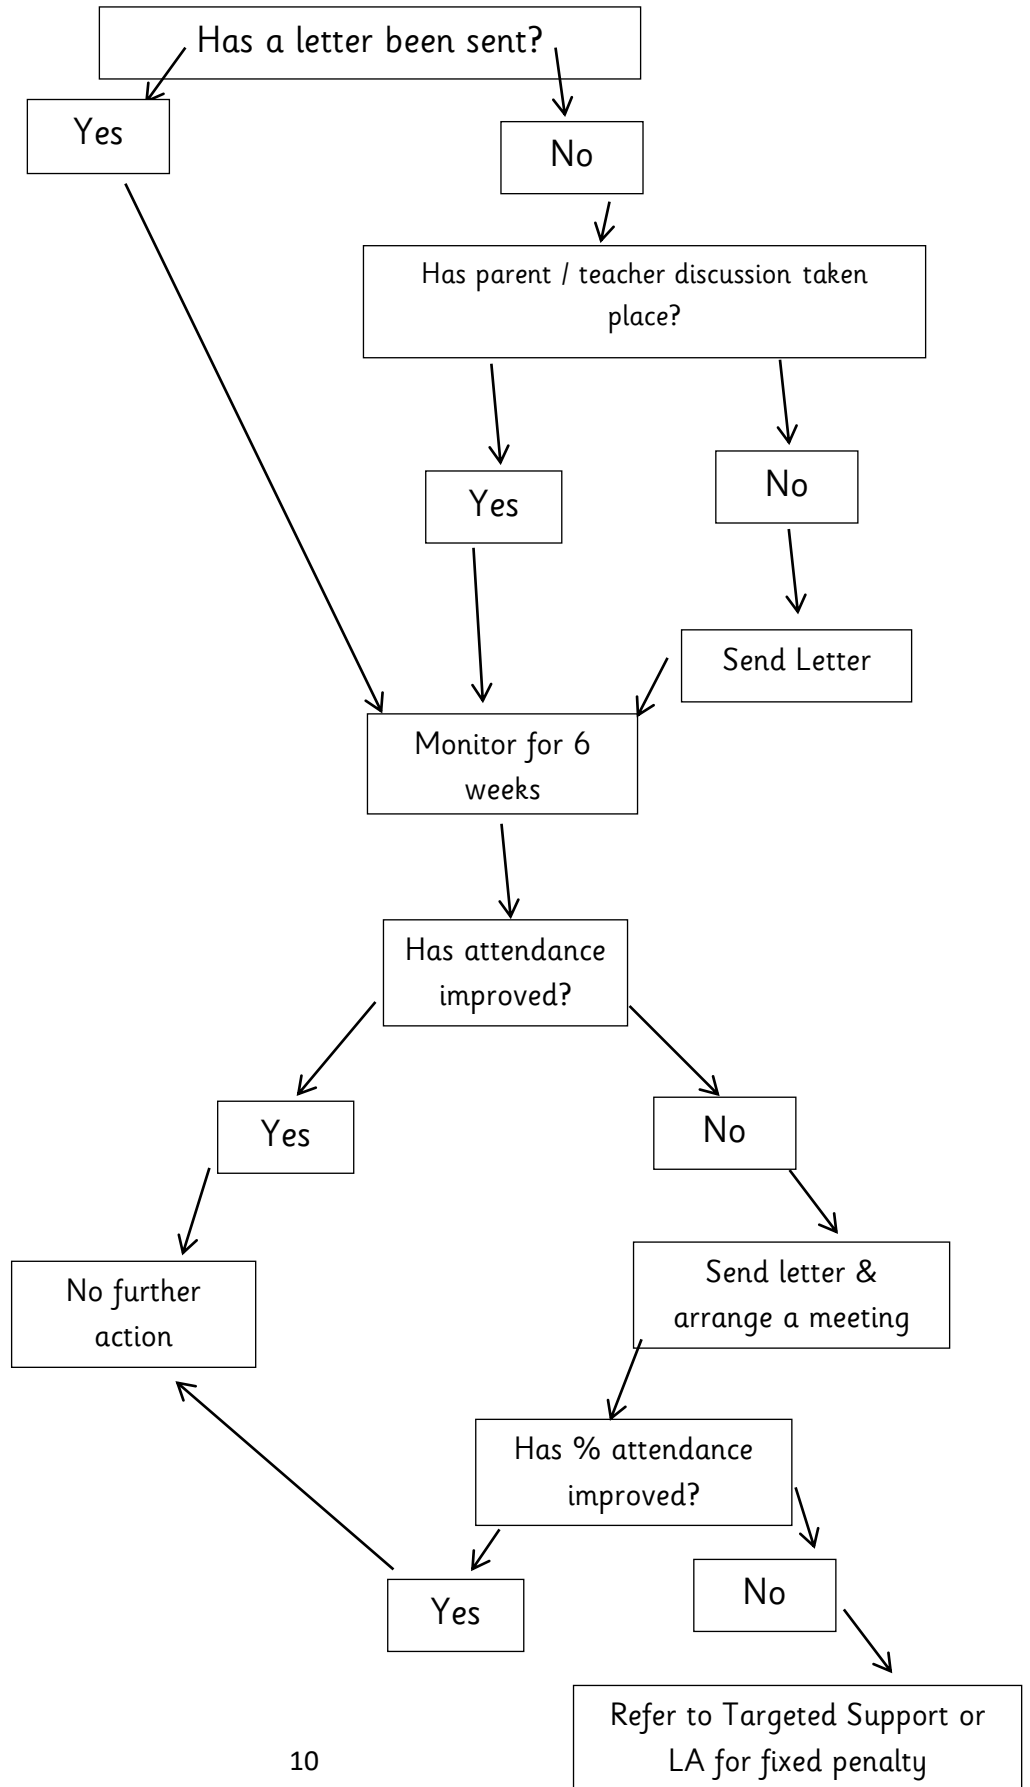 Has a letter been sent?
Yes
No
Has parent / teacher discussion taken
place?
Yes
No
Send Letter
Monitor for 6
weeks
Has attendance
improved?
Yes
No
No further
action
Send letter &
arrange a meeting
Has % attendance
improved?
Yes
No
Refer to Targeted Support or
LA for fixed penalty
10